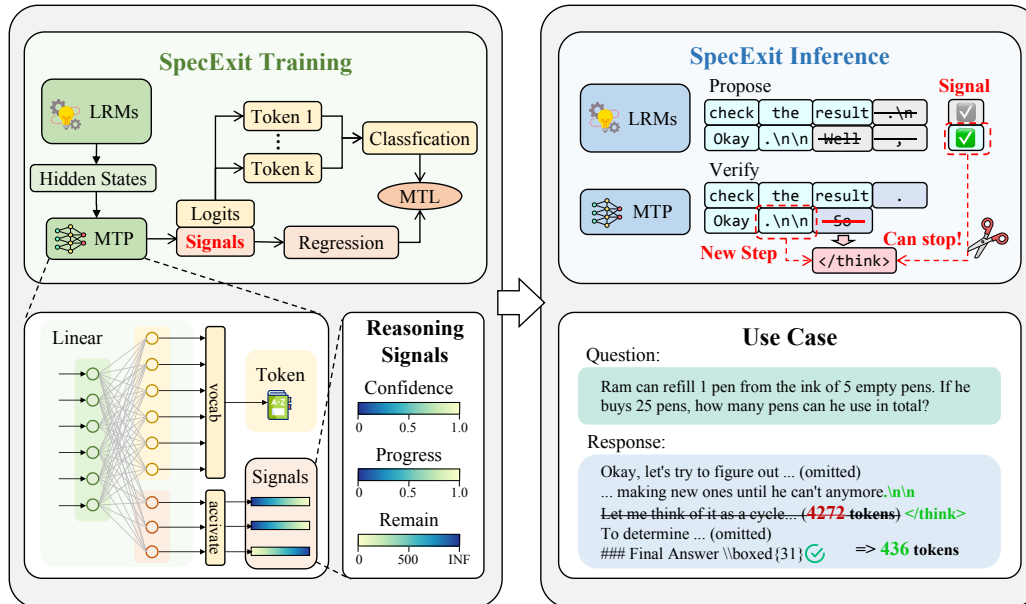 SpecExit Training
LRMs
Hidden States
MTP
Token 1
Token k
Logits
Signals
Classfication
MTL
Regression
Linear
vocab
Token
A-Z
Signals
accivate
Reasoning
Signals
Confidence
0 0.5 1.0
Progress
0 0.5 1.0
Remain
0 500 INF
SpecExit Inference
LRMs
Propose
Signal
check the result .\n
Okay .\n\n Well ,
MTP
Verify
check the result .
Okay .\n\n So
New Step
Can stop!
</think>
Use Case
Question:
Ram can refill 1 pen from the ink of 5 empty pens. If he
buys 25 pens, how many pens can he use in total?
Response:
Okay, let's try to figure out ... (omitted)
... making new ones until he can't anymore.\n\n
Let me think of it as a cycle... (4272 tokens) </think>
To determine ... (omitted)
### Final Answer \\boxed{31}
=> 436 tokens